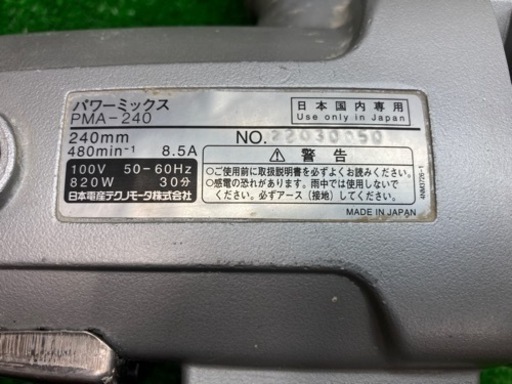 パワーミックス
PMA-240
日本国内専用
Use only in Japan
240mm
NO. 22030050
480min-1 8.5A
100V 50-60Hz
820W 30分
日本電産テクノモータ株式会社
⚠ 警告
○ご使用前に取扱説明書を必ずよくお読みください。
○感電の恐れあり。雨中では使用しないでください。必ずアース(接地)してください。
MADE IN JAPAN